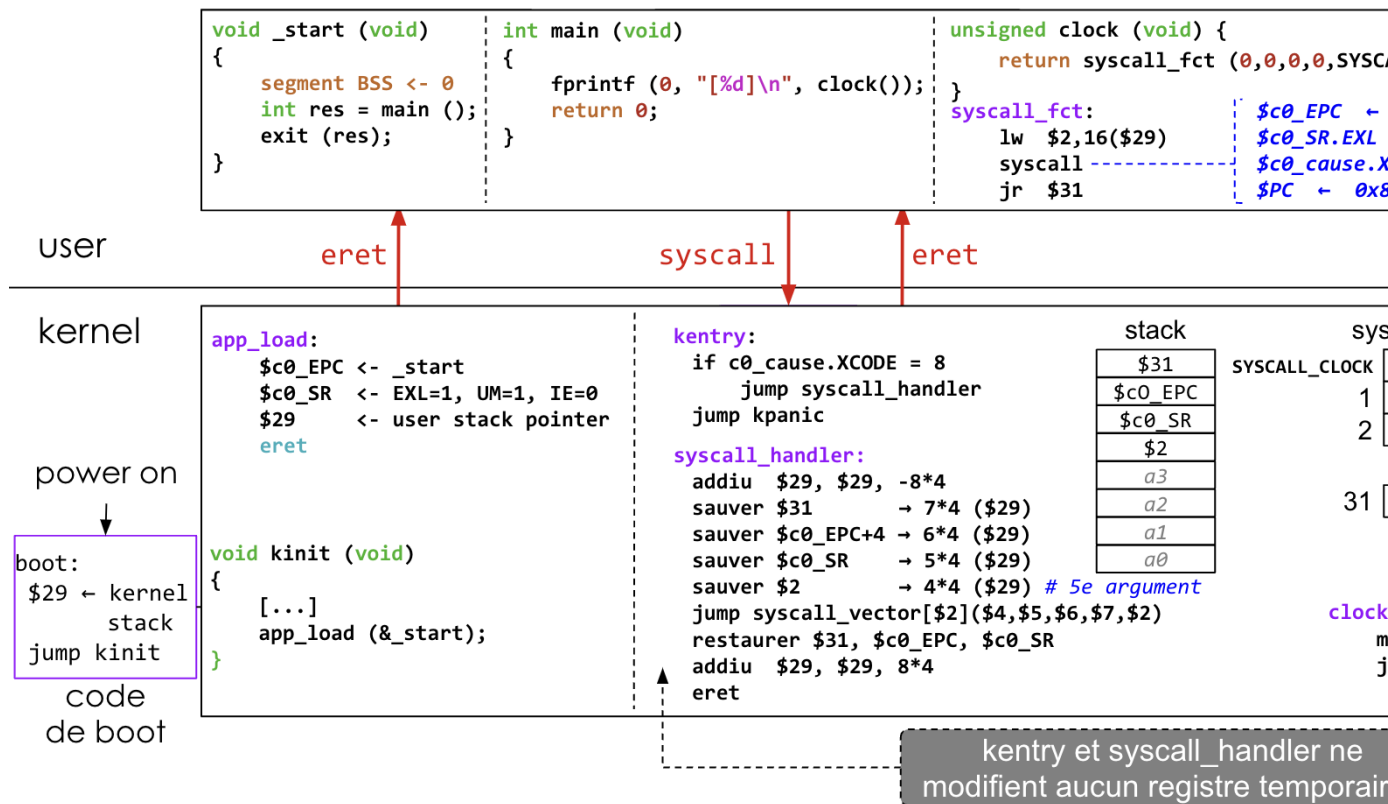 void _start (void)
{
segment BSS <- 0
int res = main ();
exit (res);
}
int main (void)
{
fprintf (0, "[%d]\n", clock());
return 0;
}
unsigned clock (void) {
return syscall_fct (0,0,0,0,
}
syscall_fct:
lw $2,16($29)
syscall
jr $31
$c0_EPC ←
$c0_SR.EXL
$c0_cause.X
$PC ← 0x8
user
eret
syscall
eret
kernel
app_load:
$c0_EPC <- _start
$c0_SR <- EXL=1, UM=1, IE=0
$29 <- user stack pointer
eret
power on
boot:
$29 ← kernel
stack
jump kinit
code
de boot
void kinit (void)
{
[...]
app_load (&_start);
}
kentry:
if c0_cause.XCODE = 8
jump syscall_handler
jump kpanic
syscall_handler:
addiu $29, $29, -8*4
sauver $31 → 7*4 ($29)
sauver $c0_EPC+4 → 6*4 ($29)
sauver $c0_SR → 5*4 ($29)
sauver $2 → 4*4 ($29) # 5e argument
jump syscall_vector[$2]($4,$5,$6,$7,$2)
restaurer $31, $c0_EPC, $c0_SR
addiu $29, $29, 8*4
eret
stack
$31
$cO_EPC
$c0_SR
$2
a3
a2
a1
a0
sys
SYSCALL_CLOCK
1
2
31
clock
m
j
kentry et syscall_handler ne
modifient aucun registre temporair